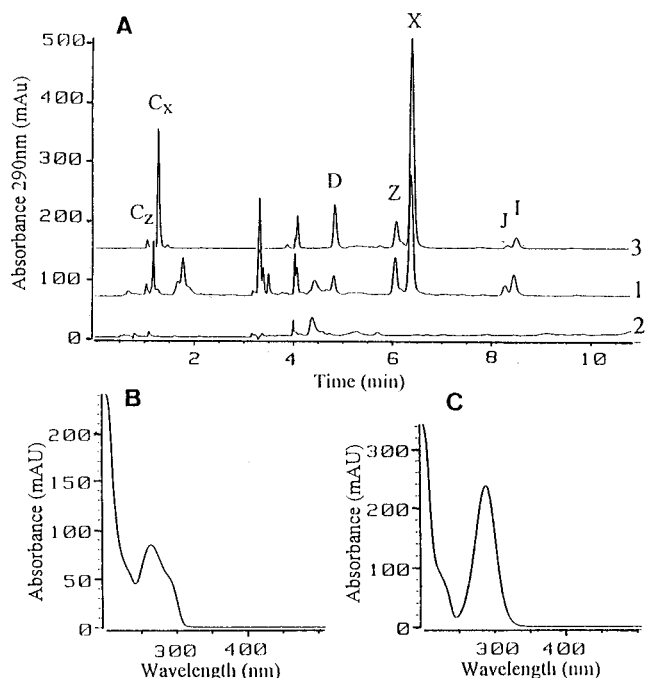 A
X
500
400
300
200
100
0
Absorbance 290nm (mAu)
Cx
Cz
D
Z
J
I
3
1
2
2
4
6
8
10
Time (min)
B
200
150
100
50
0
Absorbance (mAU)
300
400
Wavelength (nm)
C
300
200
100
0
Absorbance (mAU)
300
400
Wavelength (nm)